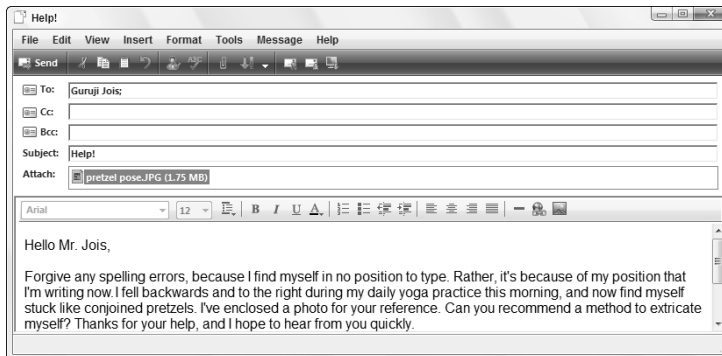 Help!
File Edit View Insert Format Tools Message Help
Send
To: Guruji Jois;
Cc:
Bcc:
Subject: Help!
Attach: pretzel pose.JPG (1.75 MB)
Arial 12 B I U A
Hello Mr. Jois,
Forgive any spelling errors, because I find myself in no position to type. Rather, it's because of my position that
I'm writing now. I fell backwards and to the right during my daily yoga practice this morning, and now find myself
stuck like conjoined pretzels. I've enclosed a photo for your reference. Can you recommend a method to extricate
myself? Thanks for your help, and I hope to hear from you quickly.